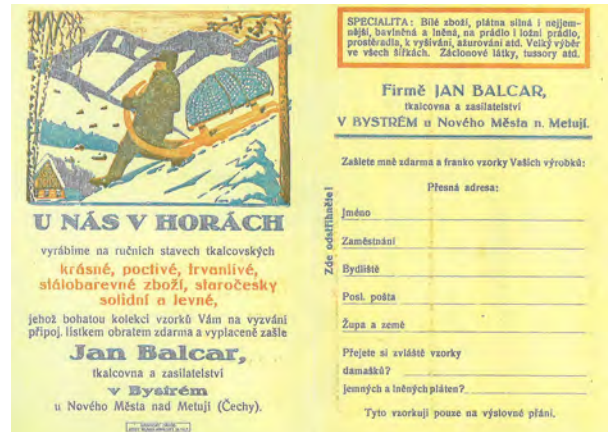 U NÁS V HORÁCH
vyrábíme na ručních stavech tkalcovských
krásné, poctivé, trvanlivé,
stálobarevné zboží, staročesky
solidní a levné,
jehož bohatou kolekci vzorků Vám na vyzvání
připoj. lístkem obratem zdarma a vyplaceně zašle
Jan Balcar,
tkalcovna a zasilatelství
v Bystrém
u Nového Města nad Metují (Čechy).
SPECIALITA: Bílé zboží, plátna silná i nejjem-
nější, bavlněná a lněná, na prádlo i ložní prádlo,
prostěradla, k vyšívání, ažurování atd. Velký výběr
ve všech šířkách. Záclonové látky, tussory atd.
Firmě JAN BALCAR,
tkalcovna a zasilatelství
V BYSTRÉM u Nového Města n. Metují.
Zašlete mně zdarma a franko vzorky Vašich výrobků:
Přesná adresa:
Zde odstřihněte!
Jméno
Zaměstnání
Bydliště
Posl. pošta
Župa a země
Přejete si zvláště vzorky
damašků?
jemných a lněných pláten?
Tyto vzorkuji pouze na výslovné přání.